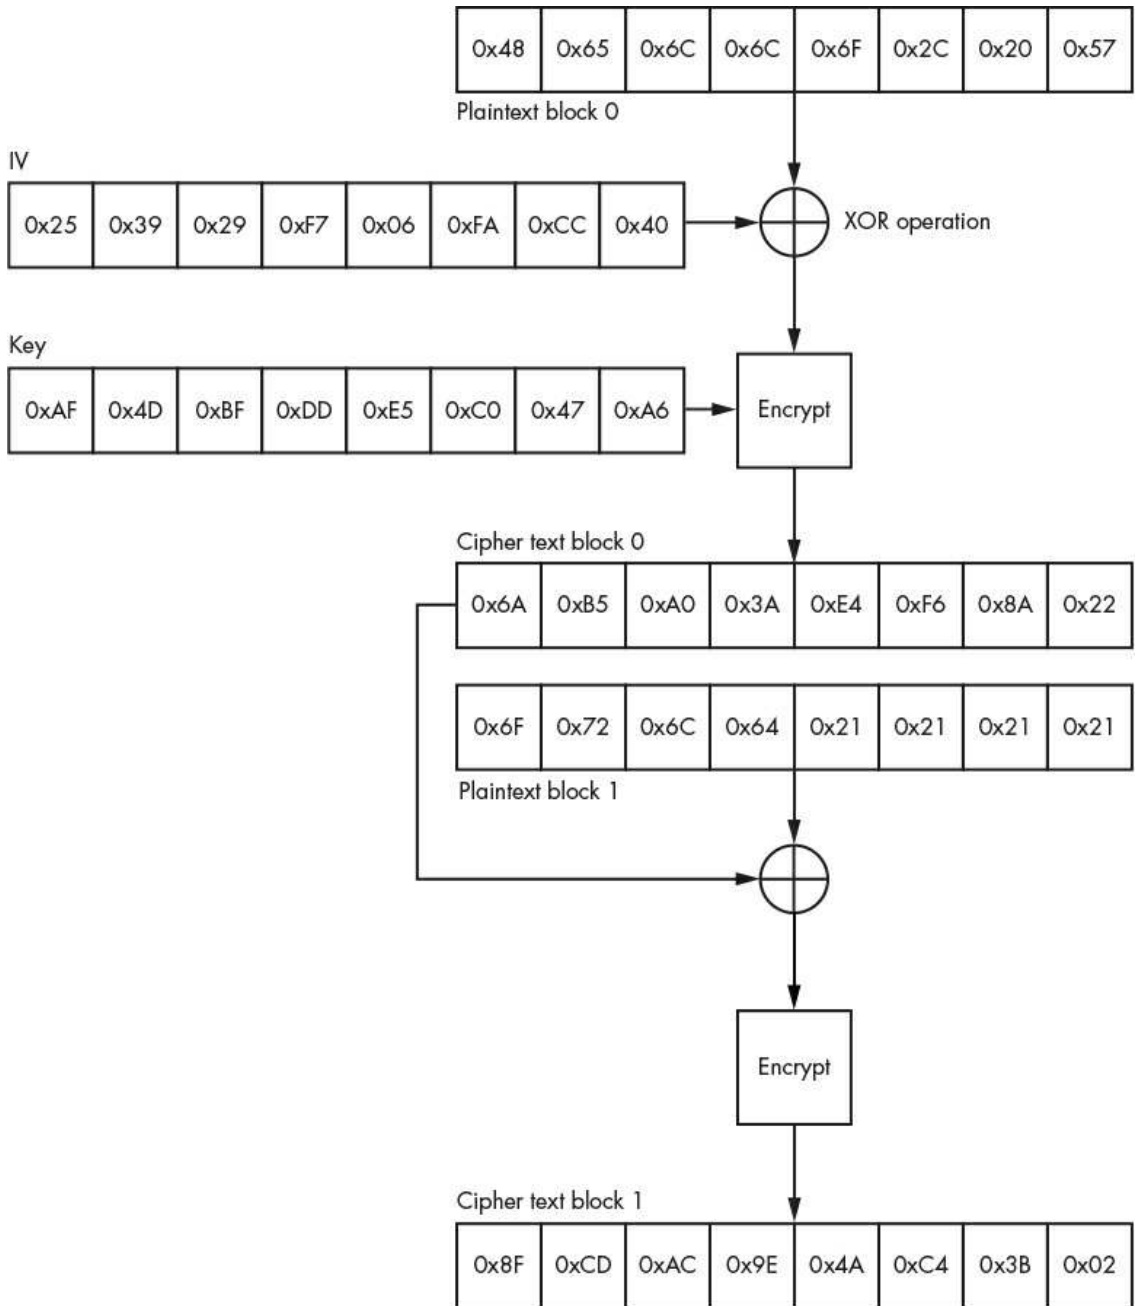 0x48 0x65 0x6C 0x6C 0x6F 0x2C 0x20 0x57
Plaintext block 0
IV
0x25 0x39 0x29 0xF7 0x06 0xFA 0xCC 0x40
XOR operation
Key
0xAF 0x4D 0xBF 0xDD 0xE5 0xC0 0x47 0xA6
Encrypt
Cipher text block 0
0x6A 0xB5 0xA0 0x3A 0xE4 0xF6 0x8A 0x22
0x6F 0x72 0x6C 0x64 0x21 0x21 0x21 0x21
Plaintext block 1
Encrypt
Cipher text block 1
0x8F 0xCD 0xAC 0x9E 0x4A 0xC4 0x3B 0x02